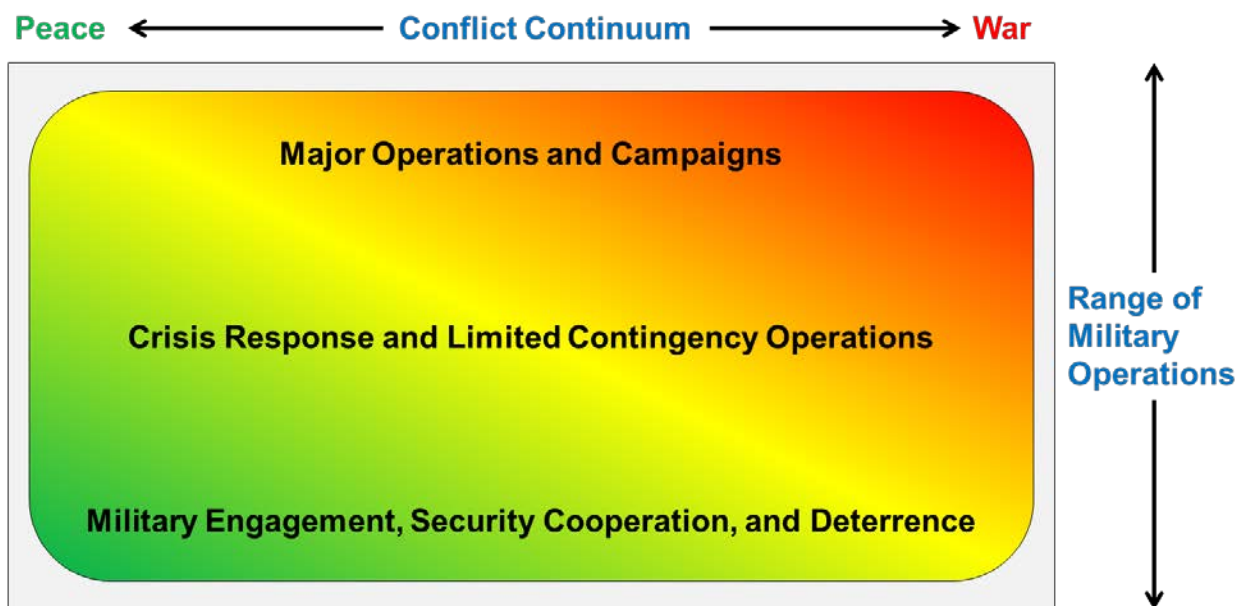 Peace Conflict Continuum War
Major Operations and Campaigns
Crisis Response and Limited Contingency Operations
Range of
Military
Operations
Military Engagement, Security Cooperation, and Deterrence